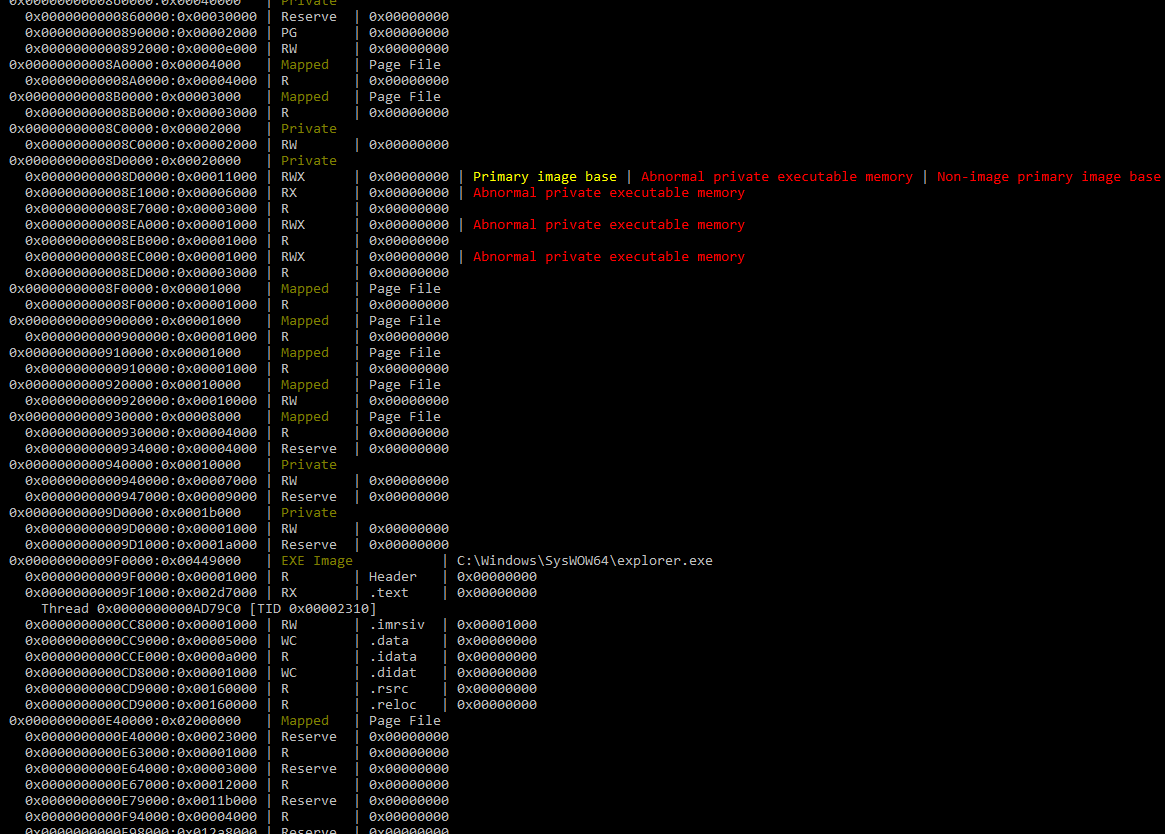 0x0000000000860000:0x00040000   | Private
  0x0000000000860000:0x00030000 | Reserve  | 0x00000000
  0x0000000000890000:0x00002000 | PG       | 0x00000000
  0x0000000000892000:0x0000e000 | RW       | 0x00000000
0x00000000008A0000:0x00004000   | Mapped   | Page File
  0x00000000008A0000:0x00004000 | R        | 0x00000000
0x00000000008B0000:0x00003000   | Mapped   | Page File
  0x00000000008B0000:0x00003000 | R        | 0x00000000
0x00000000008C0000:0x00002000   | Private
  0x00000000008C0000:0x00002000 | RW       | 0x00000000
0x00000000008D0000:0x00020000   | Private
  0x00000000008D0000:0x00011000 | RWX      | 0x00000000 | Primary image base | Abnormal private executable memory | Non-image primary image base
  0x00000000008E1000:0x00006000 | RX       | 0x00000000 | Abnormal private executable memory
  0x00000000008E7000:0x00003000 | R        | 0x00000000
  0x00000000008EA000:0x00001000 | RWX      | 0x00000000 | Abnormal private executable memory
  0x00000000008EB000:0x00001000 | R        | 0x00000000
  0x00000000008EC000:0x00001000 | RWX      | 0x00000000 | Abnormal private executable memory
  0x00000000008ED000:0x00003000 | R        | 0x00000000
0x00000000008F0000:0x00001000   | Mapped   | Page File
  0x00000000008F0000:0x00001000 | R        | 0x00000000
0x0000000000900000:0x00001000   | Mapped   | Page File
  0x0000000000900000:0x00001000 | R        | 0x00000000
0x0000000000910000:0x00001000   | Mapped   | Page File
  0x0000000000910000:0x00001000 | R        | 0x00000000
0x0000000000920000:0x00010000   | Mapped   | Page File
  0x0000000000920000:0x00010000 | RW       | 0x00000000
0x0000000000930000:0x00008000   | Mapped   | Page File
  0x0000000000930000:0x00004000 | R        | 0x00000000
  0x0000000000934000:0x00004000 | Reserve  | 0x00000000
0x0000000000940000:0x00010000   | Private
  0x0000000000940000:0x00007000 | RW       | 0x00000000
  0x0000000000947000:0x00009000 | Reserve  | 0x00000000
0x00000000009D0000:0x0001b000   | Private
  0x00000000009D0000:0x00001000 | RW       | 0x00000000
  0x00000000009D1000:0x0001a000 | Reserve  | 0x00000000
0x00000000009F0000:0x00449000   | EXE Image           | C:\Windows\SysWOW64\explorer.exe
  0x00000000009F0000:0x00001000 | R        | Header   | 0x00000000
  0x00000000009F1000:0x002d7000 | RX       | .text    | 0x00000000
    Thread 0x0000000000AD79C0 [TID 0x00002310]
  0x0000000000CC8000:0x00001000 | RW       | .imrsiv  | 0x00001000
  0x0000000000CC9000:0x00005000 | WC       | .data    | 0x00000000
  0x0000000000CCE000:0x0000a000 | R        | .idata   | 0x00000000
  0x0000000000CD8000:0x00001000 | WC       | .didat   | 0x00000000
  0x0000000000CD9000:0x00160000 | R        | .rsrc    | 0x00000000
  0x0000000000CD9000:0x00160000 | R        | .reloc   | 0x00000000
0x0000000000E40000:0x02000000   | Mapped   | Page File
  0x0000000000E40000:0x00023000 | Reserve  | 0x00000000
  0x0000000000E63000:0x00001000 | R        | 0x00000000
  0x0000000000E64000:0x00003000 | Reserve  | 0x00000000
  0x0000000000E67000:0x00012000 | R        | 0x00000000
  0x0000000000E79000:0x0011b000 | Reserve  | 0x00000000
  0x0000000000F94000:0x00004000 | R        | 0x00000000
  0x0000000000F98000:0x012a8000 | Reserve  | 0x00000000